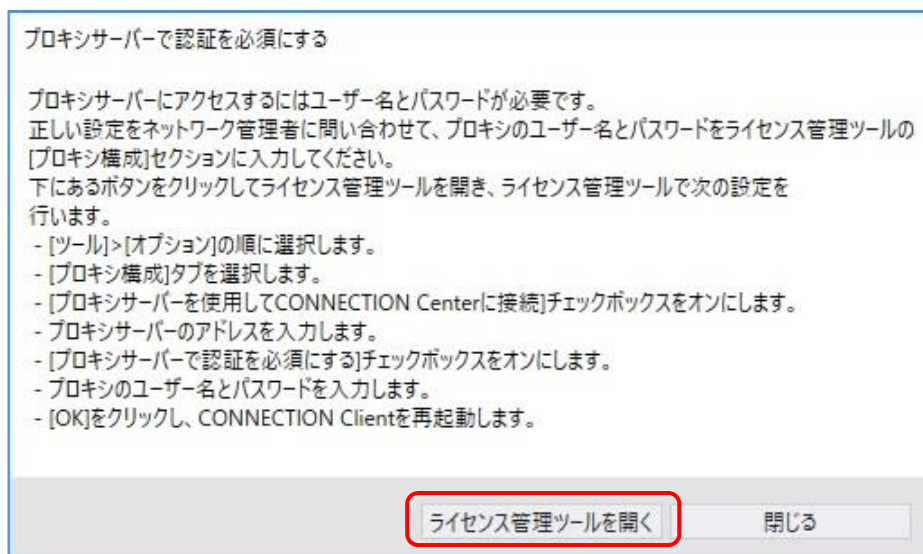 プロキシサーバーで認証を必須にする
プロキシサーバーにアクセスするにはユーザー名とパスワードが必要です。
正しい設定をネットワーク管理者に問い合わせて、プロキシのユーザー名とパスワードをライセンス管理ツールの
[プロキシ構成]セクションに入力してください。
下にあるボタンをクリックしてライセンス管理ツールを開き、ライセンス管理ツールで次の設定を
行います。
- [ツール]>[オプション]の順に選択します。
- [プロキシ構成]タブを選択します。
- [プロキシサーバーを使用してCONNECTION Centerに接続]チェックボックスをオンにします。
- プロキシサーバーのアドレスを入力します。
- [プロキシサーバーで認証を必須にする]チェックボックスをオンにします。
- プロキシのユーザー名とパスワードを入力します。
- [OK]をクリックし、CONNECTION Clientを再起動します。
ライセンス管理ツールを開く 閉じる